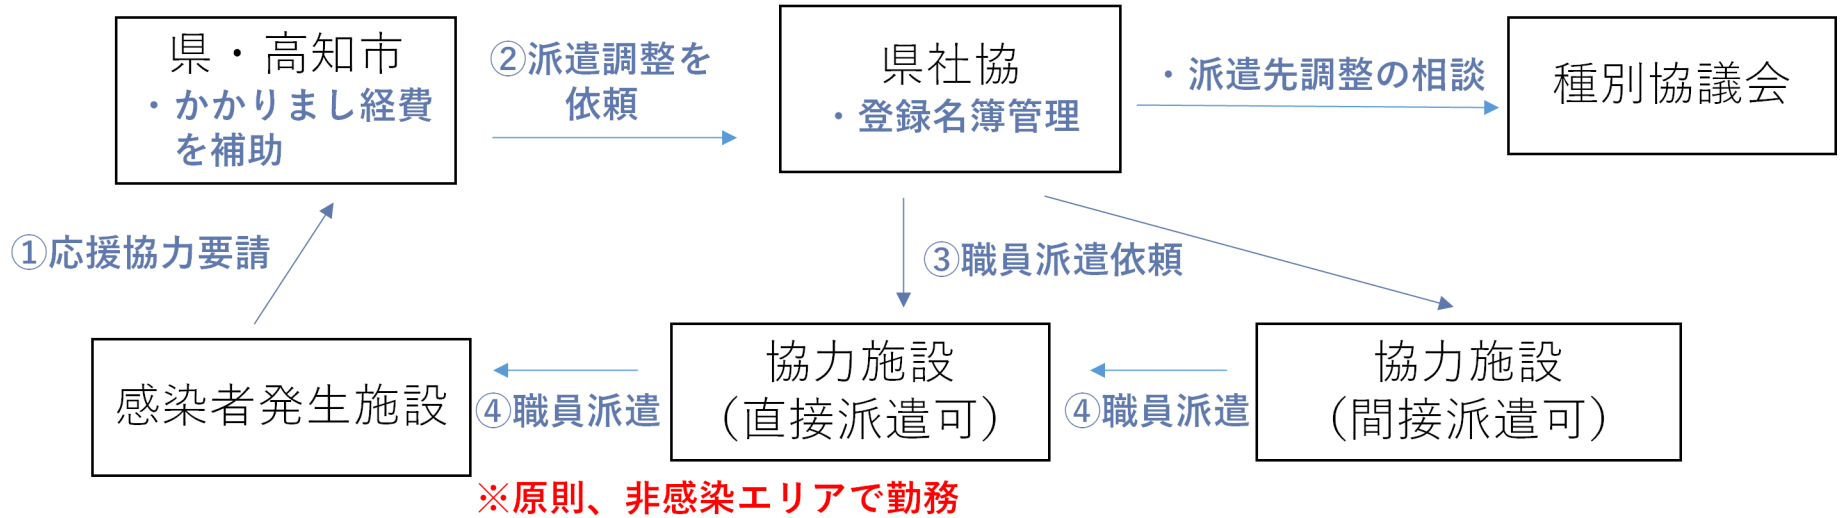 県・高知市
・かかりまし経費
を補助
②派遣調整を
依頼
県社協
・登録名簿管理
・派遣先調整の相談
種別協議会
①応援協力要請
③職員派遣依頼
感染者発生施設
④職員派遣
協力施設
（直接派遣可）
④職員派遣
協力施設
（間接派遣可）
※原則、非感染エリアで勤務